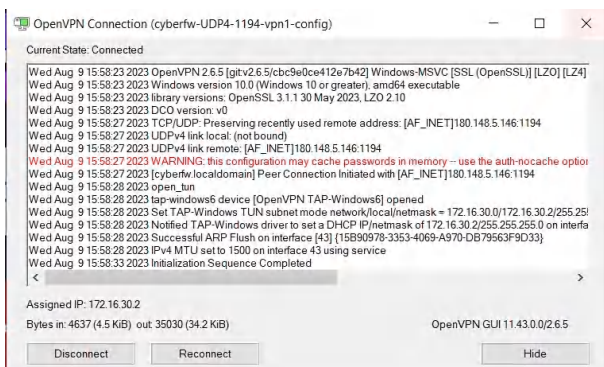 OpenVPN Connection (cyberfw-UDP4-1194-vpn1-config)
Current State: Connected
Wed Aug 9 15:58:23 2023 OpenVPN 2.6.5 [git:v2.6.5/cbc9e0ce412e7b42] Windows-MSVC [SSL (OpenSSL)] [LZO] [LZ4]
Wed Aug 9 15:58:23 2023 Windows version 10.0 (Windows 10 or greater), amd64 executable
Wed Aug 9 15:58:23 2023 library versions: OpenSSL 3.1.1 30 May 2023, LZO 2.10
Wed Aug 9 15:58:23 2023 DCO version: v0
Wed Aug 9 15:58:27 2023 TCP/UDP: Preserving recently used remote address: [AF_INET]180.148.5.146:1194
Wed Aug 9 15:58:27 2023 UDPv4 link local: (not bound)
Wed Aug 9 15:58:27 2023 UDPv4 link remote: [AF_INET]180.148.5.146:1194
Wed Aug 9 15:58:27 2023 WARNING: this configuration may cache passwords in memory -- use the auth-nocache option
Wed Aug 9 15:58:27 2023 [cyberfw.localdomain] Peer Connection Initiated with [AF_INET]180.148.5.146:1194
Wed Aug 9 15:58:28 2023 open_tun
Wed Aug 9 15:58:28 2023 tap-windows6 device [OpenVPN TAP-Windows6] opened
Wed Aug 9 15:58:28 2023 Set TAP-Windows TUN subnet mode network/local/netmask = 172.16.30.0/172.16.30.2/255.25
Wed Aug 9 15:58:28 2023 Notified TAP-Windows driver to set a DHCP IP/netmask of 172.16.30.2/255.255.255.0 on interfa
Wed Aug 9 15:58:28 2023 Successful ARP Flush on interface [43] {15B90978-3353-4069-A970-DB79563F9D33}
Wed Aug 9 15:58:28 2023 IPv4 MTU set to 1500 on interface 43 using service
Wed Aug 9 15:58:33 2023 Initialization Sequence Completed
Assigned IP: 172.16.30.2
Bytes in: 4637 (4.5 KiB) out: 35030 (34.2 KiB)
OpenVPN GUI 11.43.0.0/2.6.5
Disconnect
Reconnect
Hide